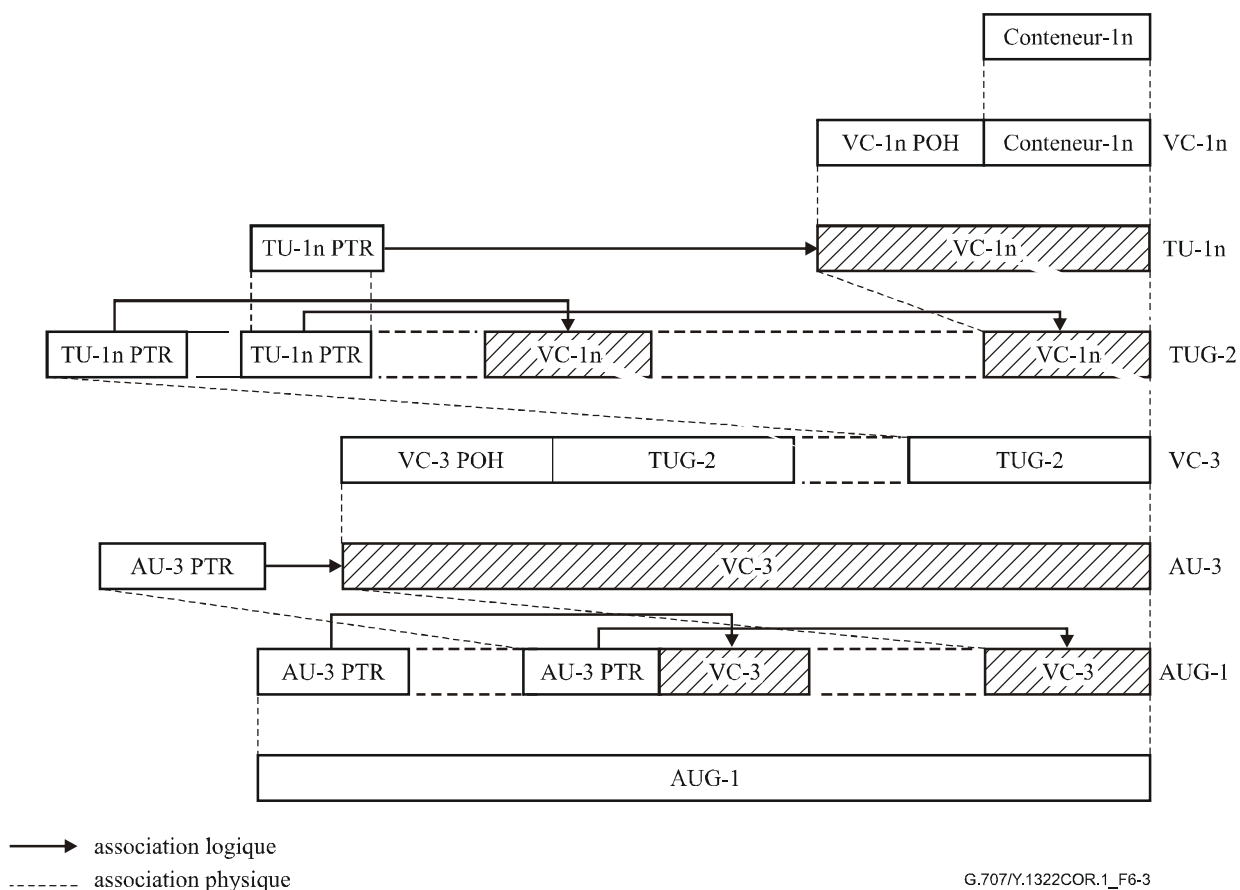 Conteneur-1n
VC-1n POH Conteneur-1n VC-1n
TU-1n PTR VC-1n TU-1n
TU-1n PTR TU-1n PTR VC-1n VC-1n TUG-2
VC-3 POH TUG-2 TUG-2 VC-3
AU-3 PTR VC-3 AU-3
AU-3 PTR AU-3 PTR VC-3 VC-3 AUG-1
AUG-1
association logique
association physique
G.707/Y.1322COR.1_F6-3